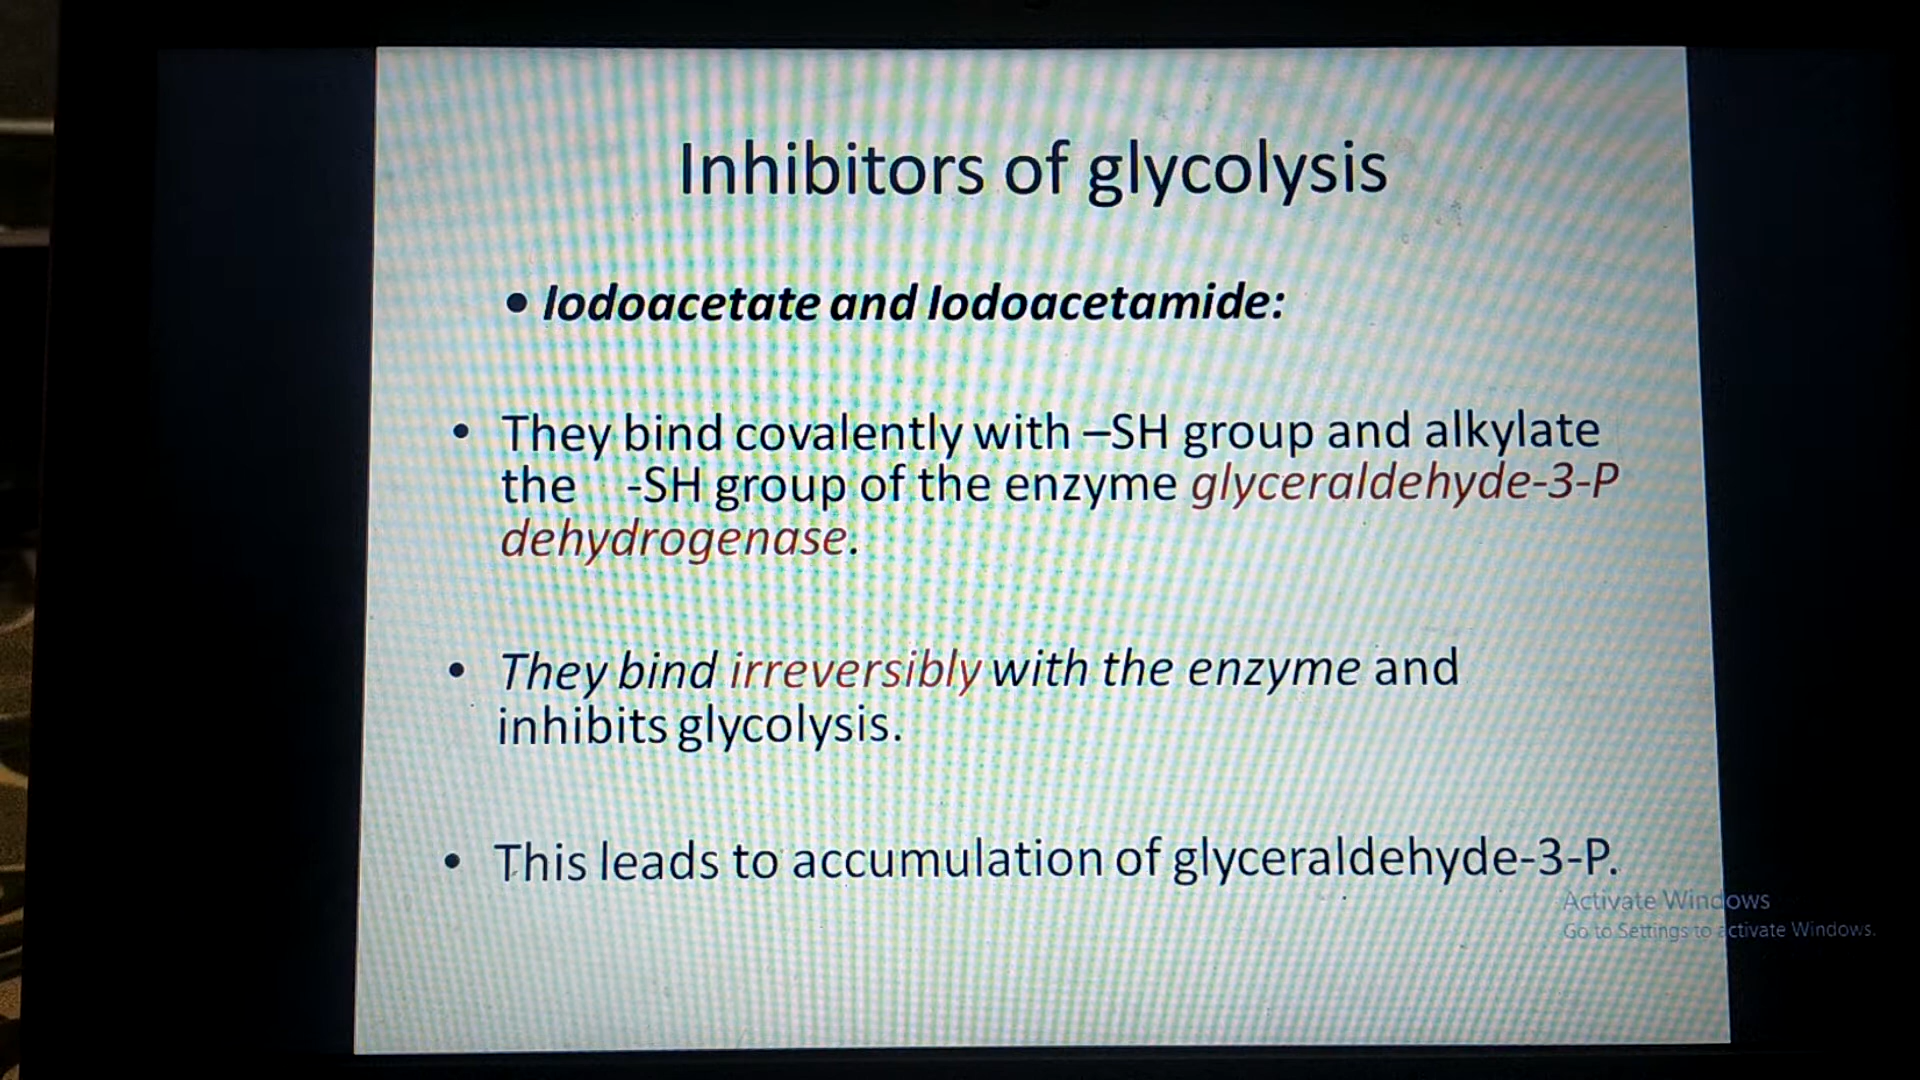 Inhibitors of glycolysis
• Iodoacetate and Iodoacetamide:
• They bind covalently with –SH group and alkylate
the -SH group of the enzyme glyceraldehyde-3-P
dehydrogenase.
• They bind irreversibly with the enzyme and
inhibits glycolysis.
• This leads to accumulation of glyceraldehyde-3-P.
Activate Windows
Go to Settings to activate Windows.